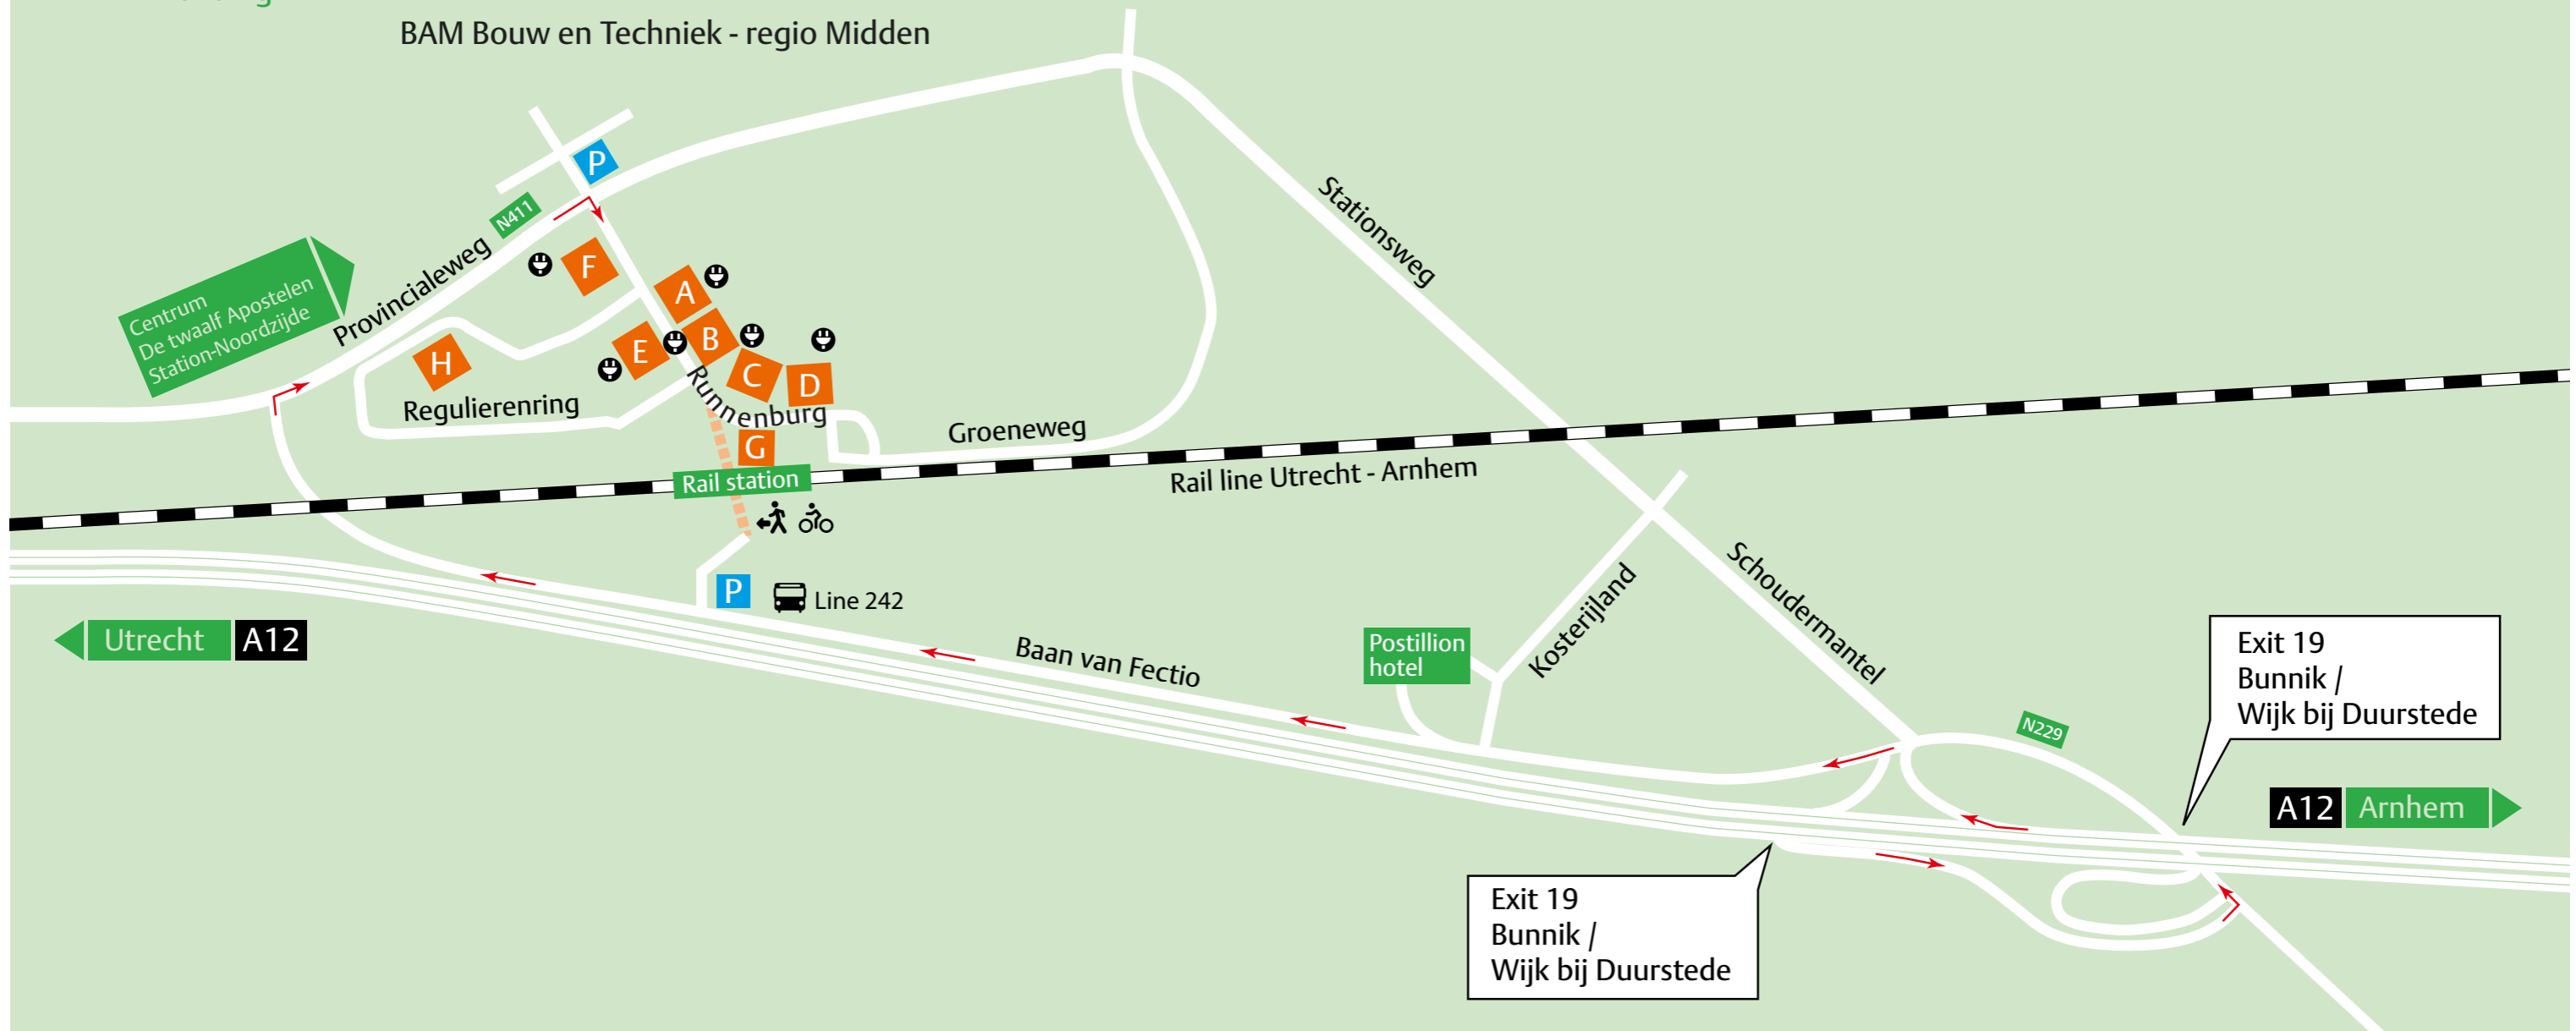 BAM Bouw en Techniek - regio Midden
P
N411
Stationsweg
Centrum
De twaalf Apostelen
Station-Noordzijde
Provincialeweg
F
A
B
E
H
C
D
Regulierenring
Runnenburg
Groeneweg
G
Rail station
Rail line Utrecht - Arnhem
P
Line 242
Utrecht
A12
Baan van Fectio
Postillion
hotel
Kosterijland
Schoudermantel
Exit 19
Bunnik /
Wijk bij Duurstede
N229
A12
Arnhem
Exit 19
Bunnik /
Wijk bij Duurstede